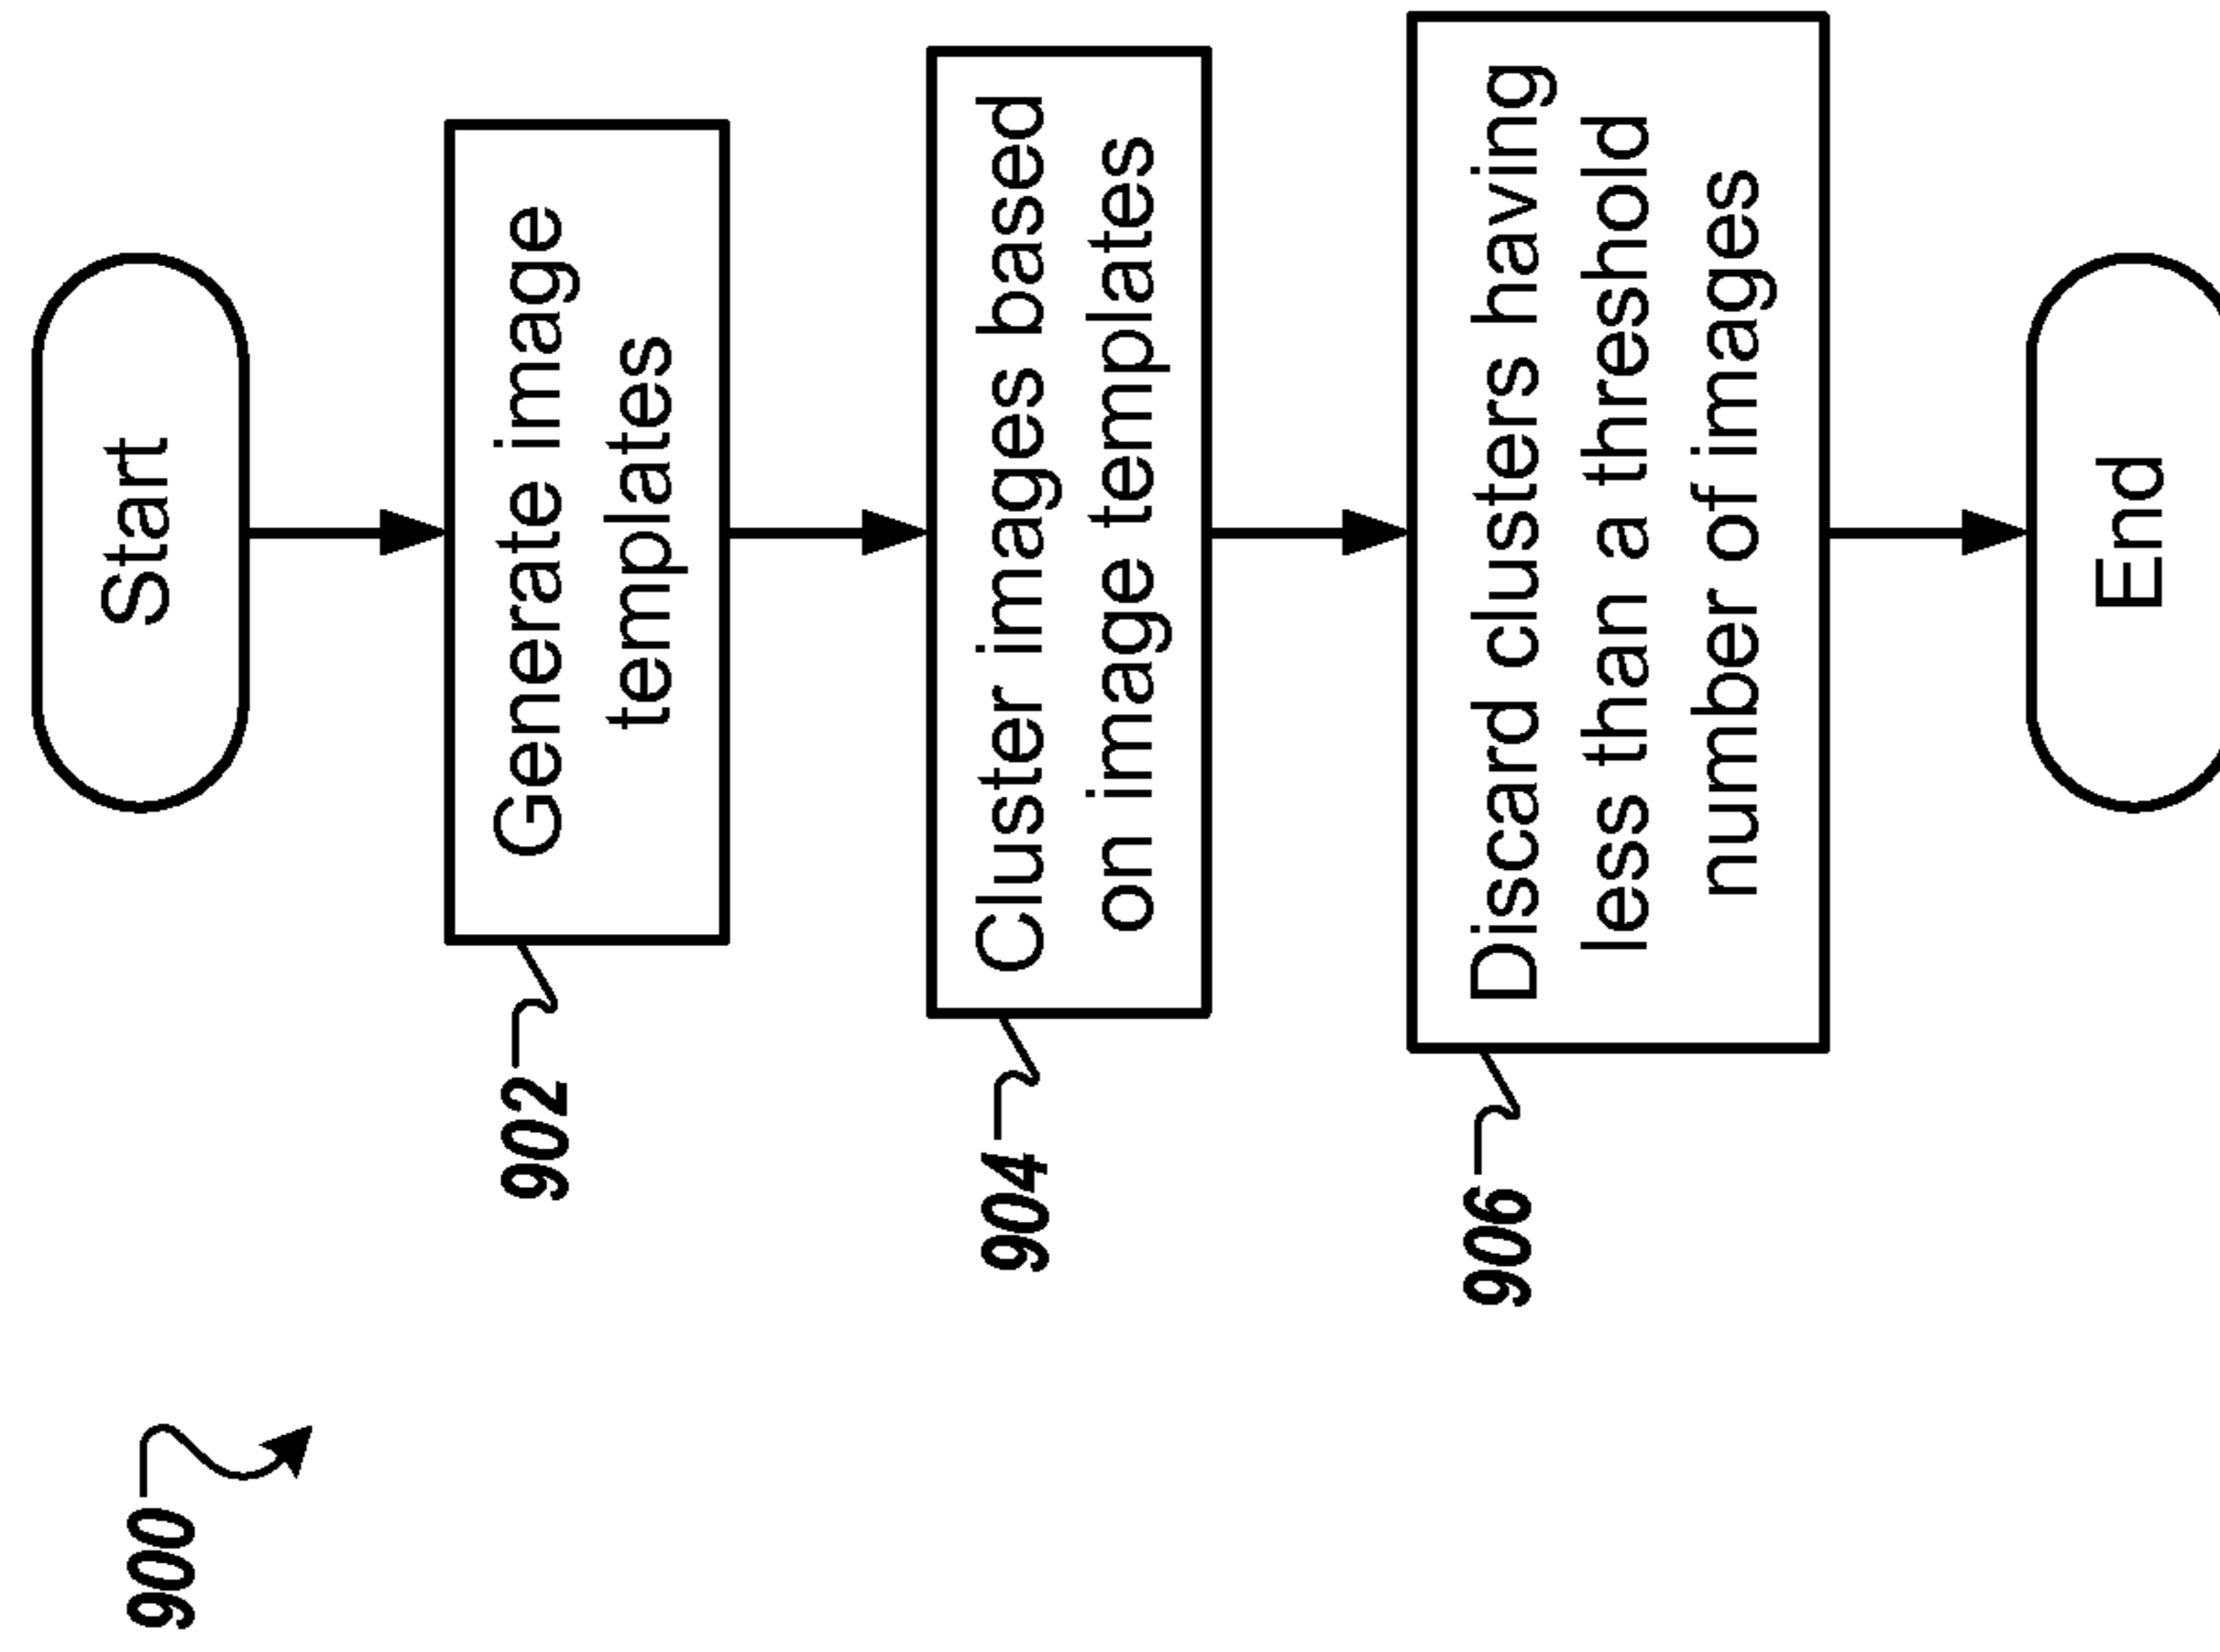 900
Start
902
Generate image
templates
904
Cluster images based
on image templates
906
Discard clusters having
less than a threshold
number of images
End